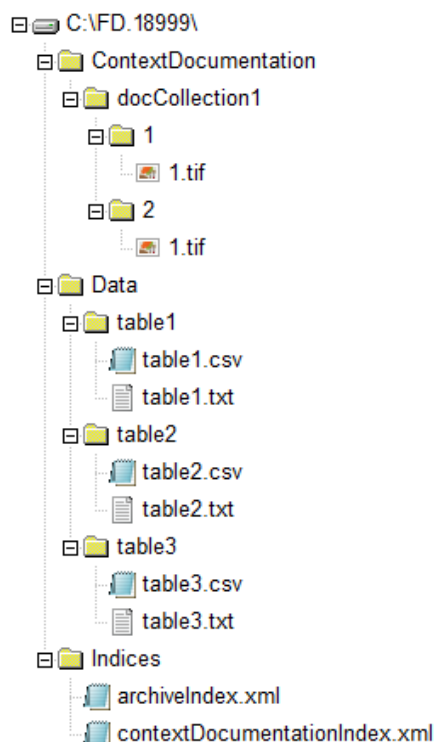 C:\FD.18999\
ContextDocumentation
docCollection1
1
1.tif
2
1.tif
Data
table1
table1.csv
table1.txt
table2
table2.csv
table2.txt
table3
table3.csv
table3.txt
Indices
archiveIndex.xml
contextDocumentationIndex.xml